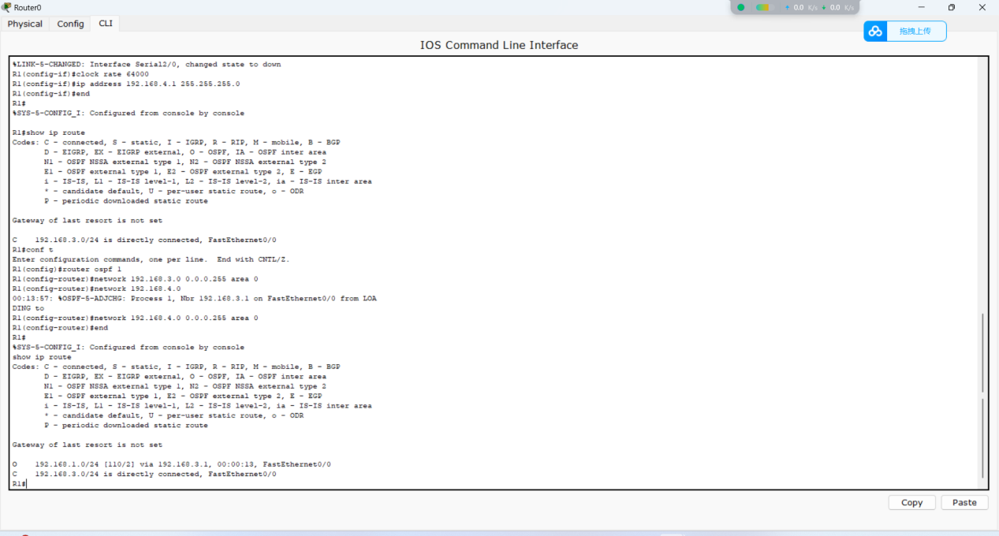 Router0
0.0 K/s 0.0 K/s
Physical Config CLI
拖拽上传
IOS Command Line Interface
%LINK-5-CHANGED: Interface Serial2/0, changed state to down
R1(config-if)#clock rate 64000
R1(config-if)#ip address 192.168.4.1 255.255.255.0
R1(config-if)#end
R1#
%SYS-5-CONFIG_I: Configured from console by console
R1#show ip route
Codes: C - connected, S - static, I - IGRP, R - RIP, M - mobile, B - BGP
D - EIGRP, EX - EIGRP external, O - OSPF, IA - OSPF inter area
N1 - OSPF NSSA external type 1, N2 - OSPF NSSA external type 2
E1 - OSPF external type 1, E2 - OSPF external type 2, E - EGP
i - IS-IS, L1 - IS-IS level-1, L2 - IS-IS level-2, ia - IS-IS inter area
* - candidate default, U - per-user static route, o - ODR
P - periodic downloaded static route
Gateway of last resort is not set
C 192.168.3.0/24 is directly connected, FastEthernet0/0
R1#conf t
Enter configuration commands, one per line. End with CNTL/Z.
R1(config)#router ospf 1
R1(config-router)#network 192.168.3.0 0.0.0.255 area 0
R1(config-router)#network 192.168.4.0
00:13:57: %OSPF-5-ADJCHG: Process 1, Nbr 192.168.3.1 on FastEthernet0/0 from LOA
DING to
R1(config-router)#network 192.168.4.0 0.0.0.255 area 0
R1(config-router)#end
R1#
%SYS-5-CONFIG_I: Configured from console by console
show ip route
Codes: C - connected, S - static, I - IGRP, R - RIP, M - mobile, B - BGP
D - EIGRP, EX - EIGRP external, O - OSPF, IA - OSPF inter area
N1 - OSPF NSSA external type 1, N2 - OSPF NSSA external type 2
E1 - OSPF external type 1, E2 - OSPF external type 2, E - EGP
i - IS-IS, L1 - IS-IS level-1, L2 - IS-IS level-2, ia - IS-IS inter area
* - candidate default, U - per-user static route, o - ODR
P - periodic downloaded static route
Gateway of last resort is not set
O 192.168.1.0/24 [110/2] via 192.168.3.1, 00:00:13, FastEthernet0/0
C 192.168.3.0/24 is directly connected, FastEthernet0/0
R1#
Copy Paste